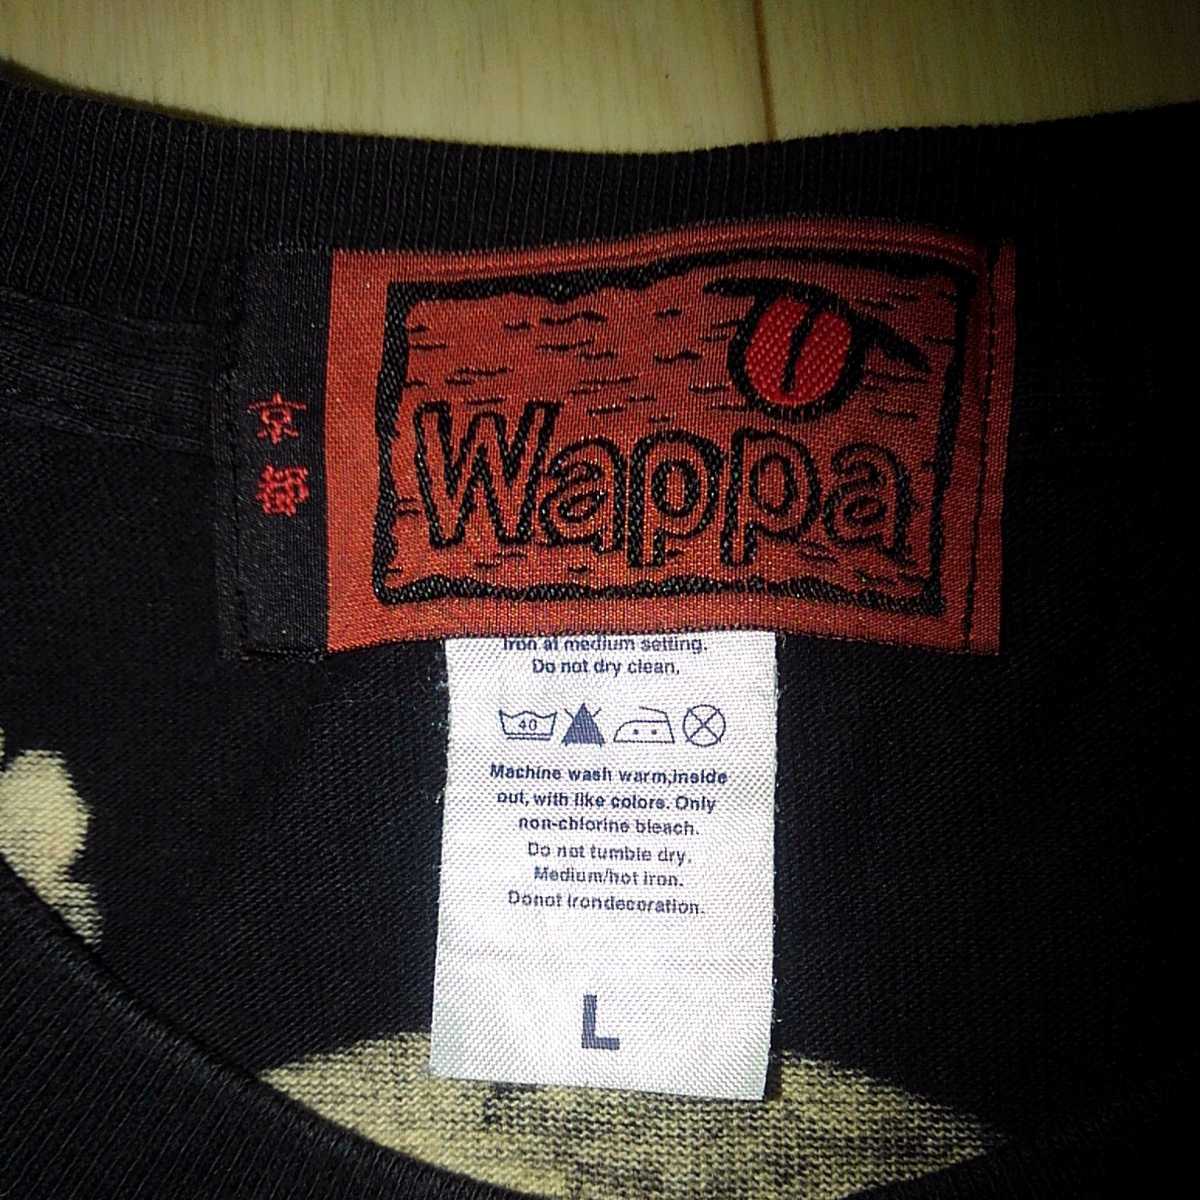 京都
Wappa
Iron at medium setting.
Do not dry clean.
40
Machine wash warm,inside
out, with like colors. Only
non-chlorine bleach.
Do not tumble dry.
Medium/hot iron.
Donot irondecoration.
L